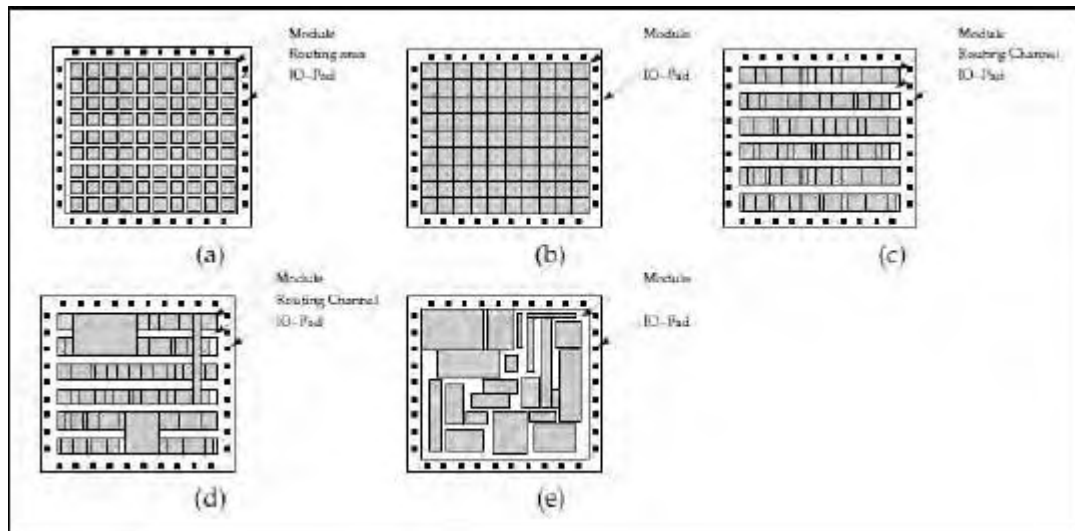 Module
Routing area
IO-Pad
(a)
Module
IO-Pad
(b)
Module
Routing Channel
IO-Pad
(c)
Module
Routing Channel
IO-Pad
(d)
Module
IO-Pad
(e)